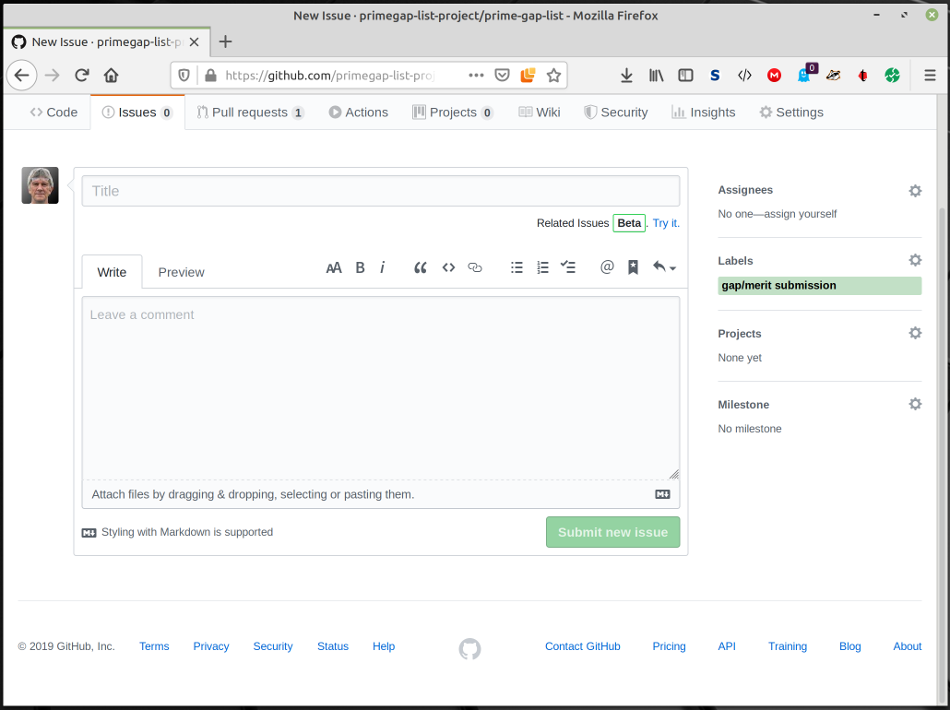 New Issue · primegap-list-project/prime-gap-list - Mozilla Firefox
New Issue · primegap-list-p
https://github.com/primegap-list-proj
0
Code Issues 0 Pull requests 1 Actions Projects 0 Wiki Security Insights Settings
Title
Related Issues Beta . Try it.
Write Preview AA B i
Leave a comment
Attach files by dragging & dropping, selecting or pasting them.
Styling with Markdown is supported
Submit new issue
Assignees
No one—assign yourself
Labels
gap/merit submission
Projects
None yet
Milestone
No milestone
© 2019 GitHub, Inc. Terms Privacy Security Status Help Contact GitHub Pricing API Training Blog About